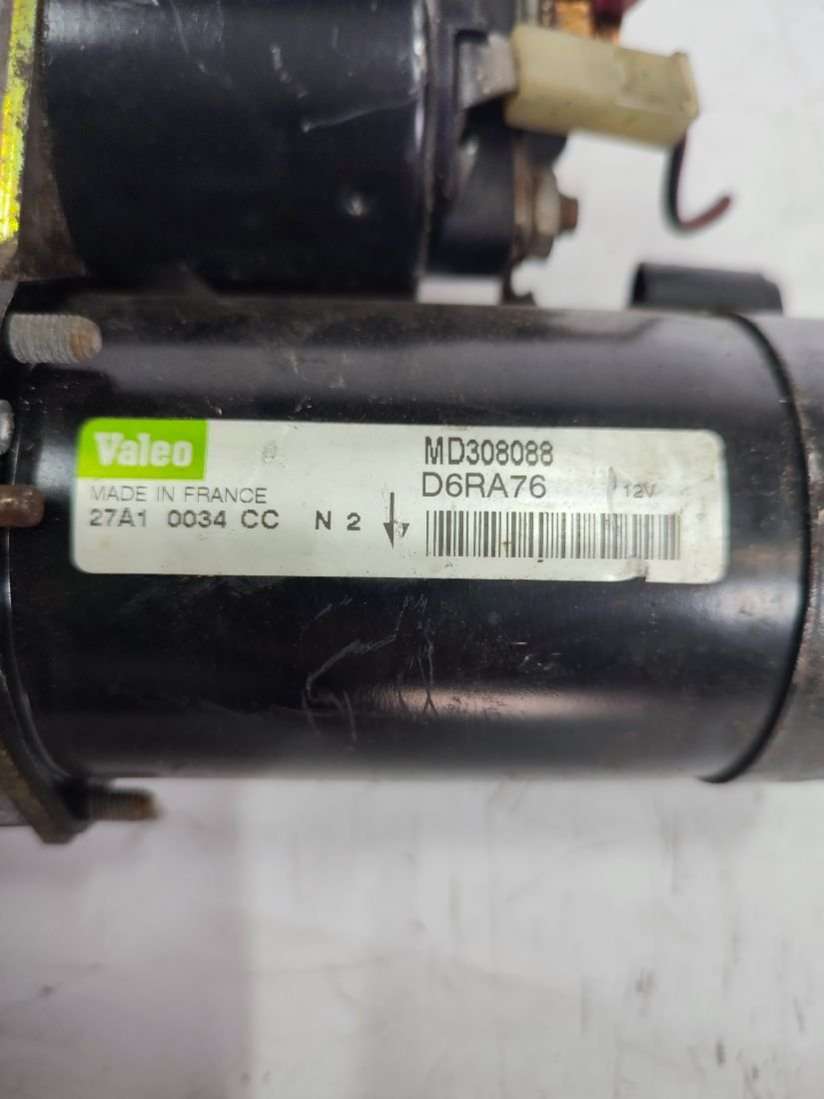 Valeo
MADE IN FRANCE
27A1 0034 CC N 2
MD308088
D6RA76
12V